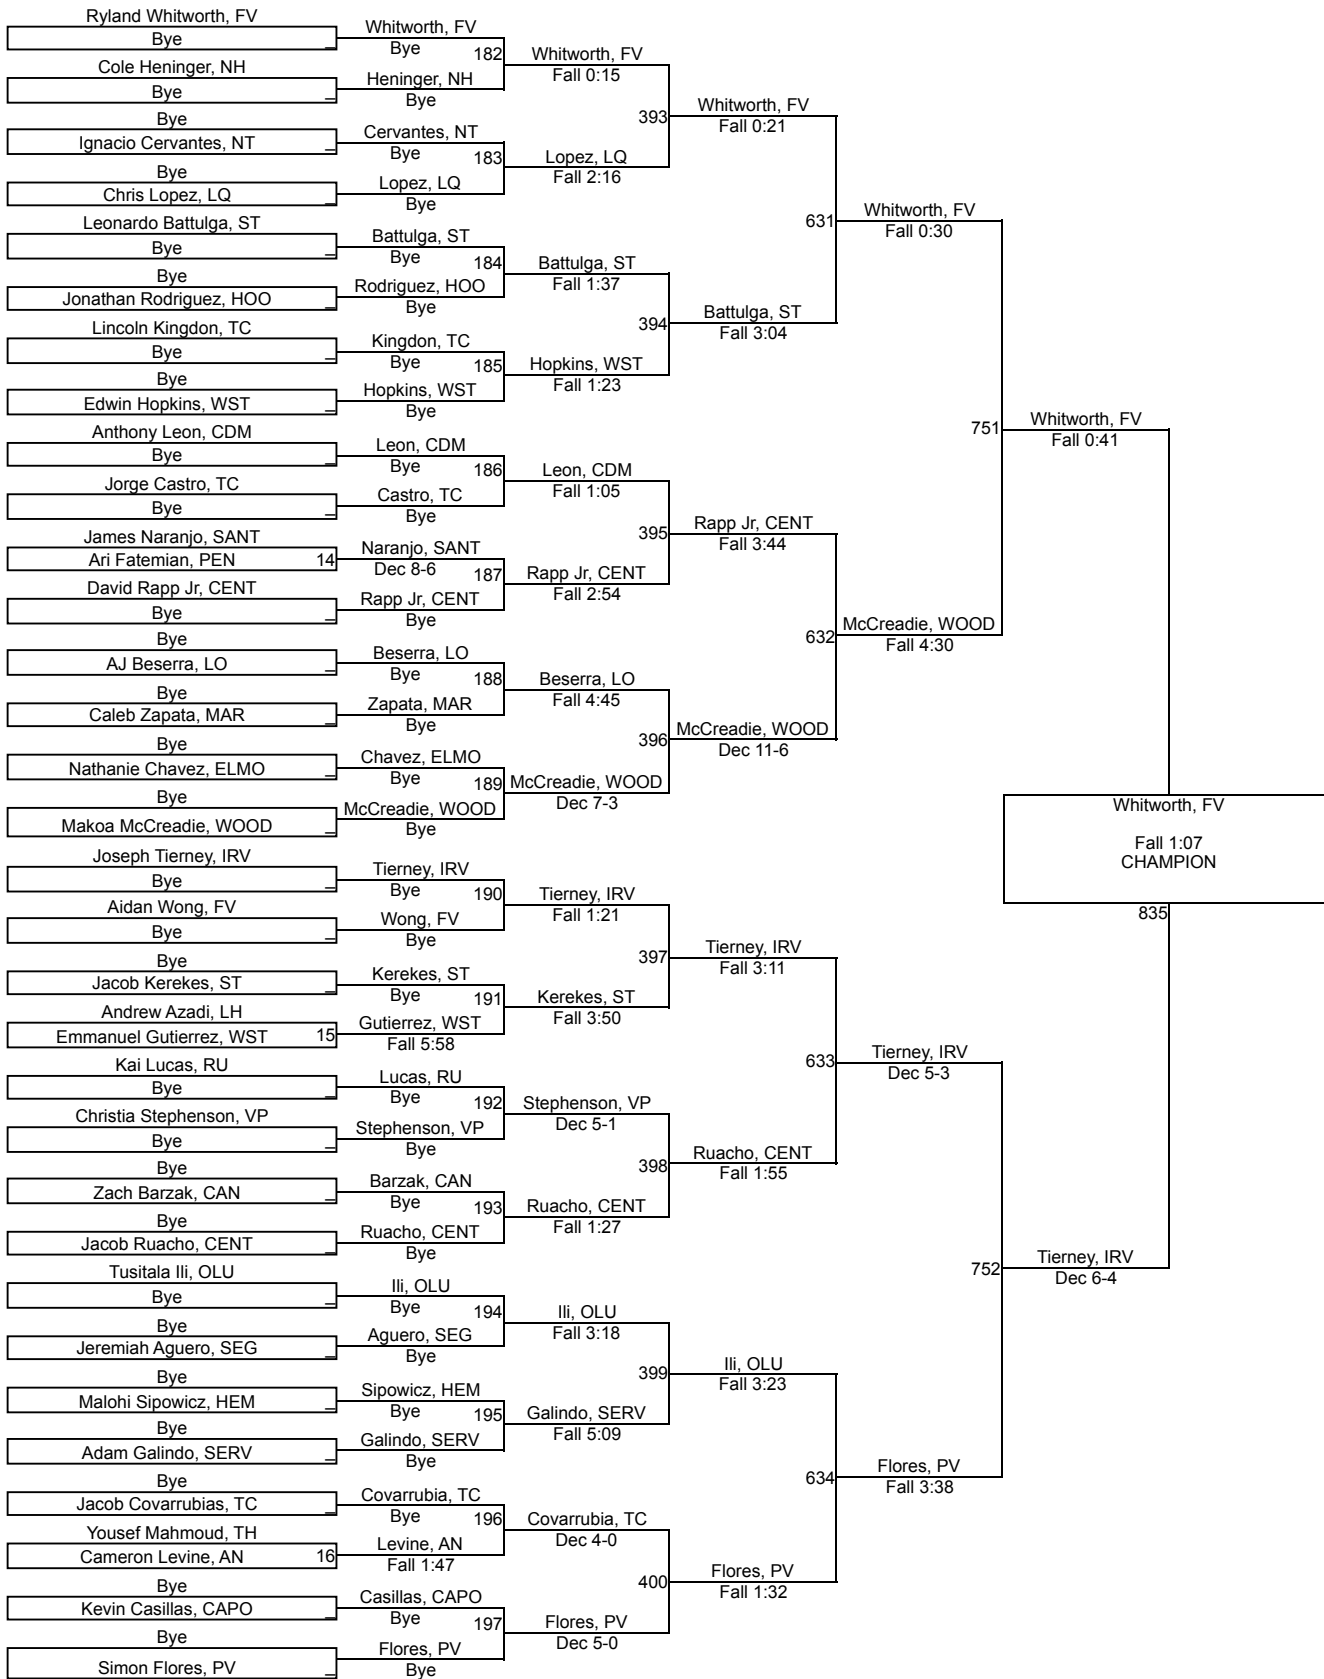 Ryland Whitworth, FV
Bye _
Cole Heninger, NH
Bye _
Bye
Ignacio Cervantes, NT _
Bye
Chris Lopez, LQ _
Leonardo Battulga, ST
Bye _
Bye
Jonathan Rodriguez, HOO _
Lincoln Kingdon, TC
Bye _
Bye
Edwin Hopkins, WST _
Anthony Leon, CDM
Bye _
Jorge Castro, TC
Bye _
James Naranjo, SANT
Ari Fatemian, PEN 14
David Rapp Jr, CENT
Bye _
Bye
AJ Beserra, LO _
Bye
Caleb Zapata, MAR _
Bye
Nathanie Chavez, ELMO _
Bye
Makoa McCreadie, WOOD _
Joseph Tierney, IRV
Bye _
Aidan Wong, FV
Bye _
Bye
Jacob Kerekes, ST _
Andrew Azadi, LH
Emmanuel Gutierrez, WST 15
Kai Lucas, RU
Bye _
Christia Stephenson, VP
Bye _
Bye
Zach Barzak, CAN _
Bye
Jacob Ruacho, CENT _
Tusitala Ili, OLU
Bye _
Bye
Jeremiah Aguero, SEG _
Bye
Malohi Sipowicz, HEM _
Bye
Adam Galindo, SERV _
Bye
Jacob Covarrubias, TC _
Yousef Mahmoud, TH
Cameron Levine, AN 16
Bye
Kevin Casillas, CAPO _
Bye
Simon Flores, PV _
Whitworth, FV
Bye
182
Heninger, NH
Bye
Cervantes, NT
Bye
183
Lopez, LQ
Bye
Battulga, ST
Bye
184
Rodriguez, HOO
Bye
Kingdon, TC
Bye
185
Hopkins, WST
Bye
Leon, CDM
Bye
186
Castro, TC
Bye
Naranjo, SANT
Dec 8-6
187
Rapp Jr, CENT
Bye
Beserra, LO
Bye
188
Zapata, MAR
Bye
Chavez, ELMO
Bye
189
McCreadie, WOOD
Bye
Tierney, IRV
Bye
190
Wong, FV
Bye
Kerekes, ST
Bye
191
Gutierrez, WST
Fall 5:58
Lucas, RU
Bye
192
Stephenson, VP
Bye
Barzak, CAN
Bye
193
Ruacho, CENT
Bye
Ili, OLU
Bye
194
Aguero, SEG
Bye
Sipowicz, HEM
Bye
195
Galindo, SERV
Bye
Covarrubia, TC
Bye
196
Levine, AN
Fall 1:47
Casillas, CAPO
Bye
197
Flores, PV
Bye
Whitworth, FV
Fall 0:15
393
Lopez, LQ
Fall 2:16
Battulga, ST
Fall 1:37
394
Hopkins, WST
Fall 1:23
Leon, CDM
Fall 1:05
395
Rapp Jr, CENT
Fall 2:54
Beserra, LO
Fall 4:45
396
McCreadie, WOOD
Dec 7-3
Tierney, IRV
Fall 1:21
397
Kerekes, ST
Fall 3:50
Stephenson, VP
Dec 5-1
398
Ruacho, CENT
Fall 1:27
Ili, OLU
Fall 3:18
399
Galindo, SERV
Fall 5:09
Covarrubia, TC
Dec 4-0
400
Flores, PV
Dec 5-0
Whitworth, FV
Fall 0:21
631
Battulga, ST
Fall 3:04
Rapp Jr, CENT
Fall 3:44
632
McCreadie, WOOD
Dec 11-6
Tierney, IRV
Fall 3:11
633
Ruacho, CENT
Fall 1:55
Ili, OLU
Fall 3:23
634
Flores, PV
Fall 1:32
Whitworth, FV
Fall 0:30
751
McCreadie, WOOD
Fall 4:30
Tierney, IRV
Dec 5-3
752
Flores, PV
Fall 3:38
Whitworth, FV
Fall 0:41
Whitworth, FV
Fall 1:07
CHAMPION
835
Tierney, IRV
Dec 6-4